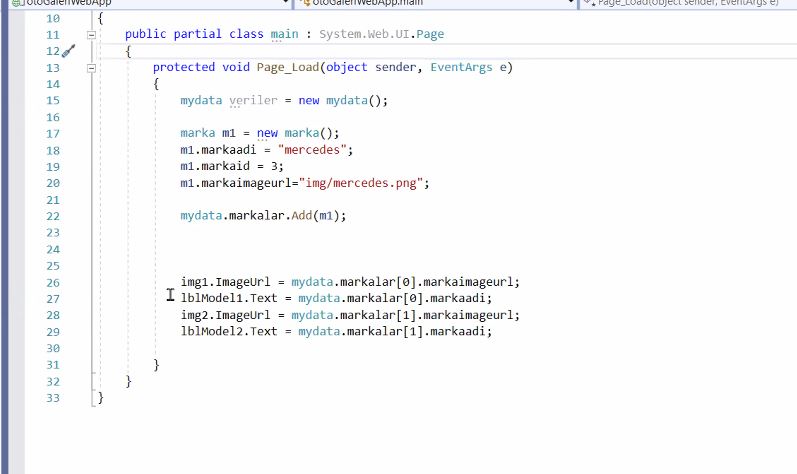 otoGaleriWebApp otoGaleriWebApp.main Page_Load(object sender, EventArgs e)
10 {
11 public partial class main : System.Web.UI.Page
12 {
13 protected void Page_Load(object sender, EventArgs e)
14 {
15 mydata veriler = new mydata();
16
17 marka m1 = new marka();
18 m1.markaadi = "mercedes";
19 m1.markaid = 3;
20 m1.markaimageurl="img/mercedes.png";
21
22 mydata.markalar.Add(m1);
23
24
25
26 img1.ImageUrl = mydata.markalar[0].markaimageurl;
27 lblModel1.Text = mydata.markalar[0].markaadi;
28 img2.ImageUrl = mydata.markalar[1].markaimageurl;
29 lblModel2.Text = mydata.markalar[1].markaadi;
30
31 }
32 }
33 }